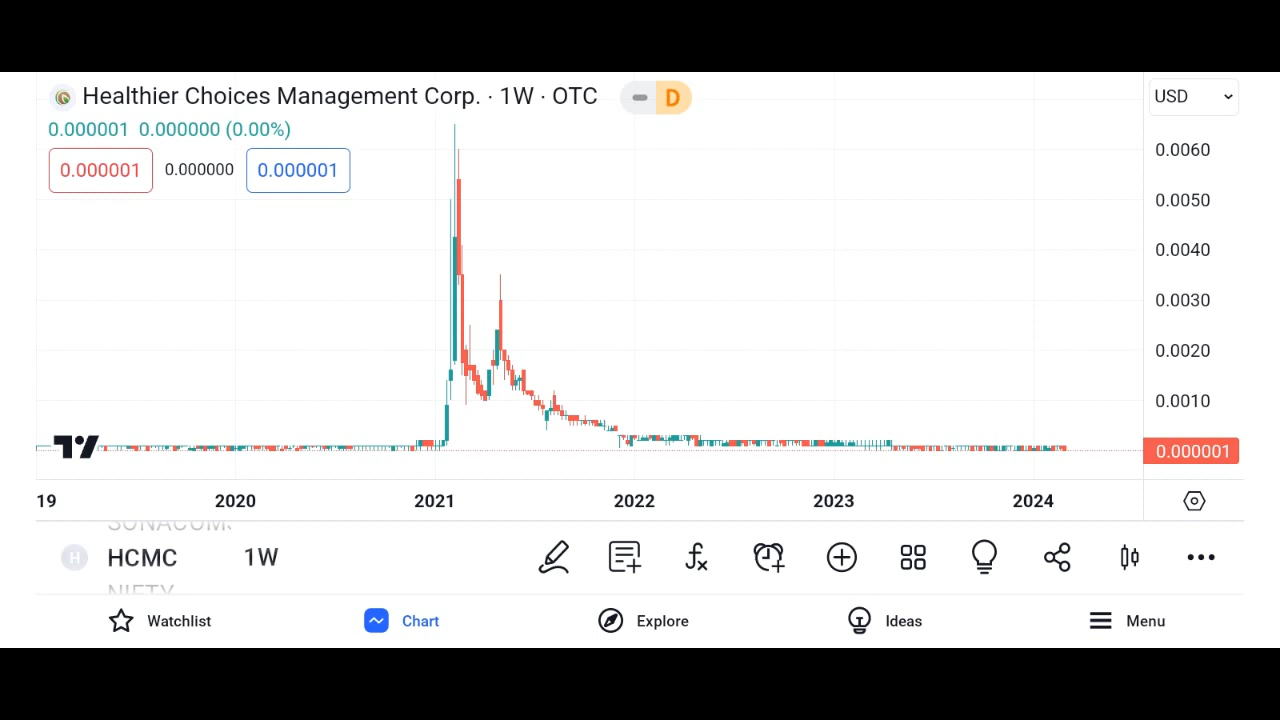 Healthier Choices Management Corp. · 1W · OTC
D
USD
0.000001 0.000000 (0.00%)
0.000001 0.000000 0.000001
0.0060
0.0050
0.0040
0.0030
0.0020
0.0010
0.000001
19 2020 2021 2022 2023 2024
SONACOMS
H HCMC 1W
NIFTY
Watchlist Chart Explore Ideas Menu